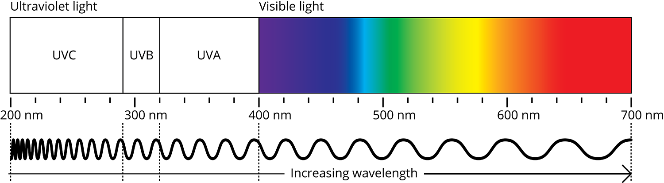 Ultraviolet light
Visible light
UVC
UVB
UVA
200 nm
300 nm
400 nm
500 nm
600 nm
700 nm
Increasing wavelength